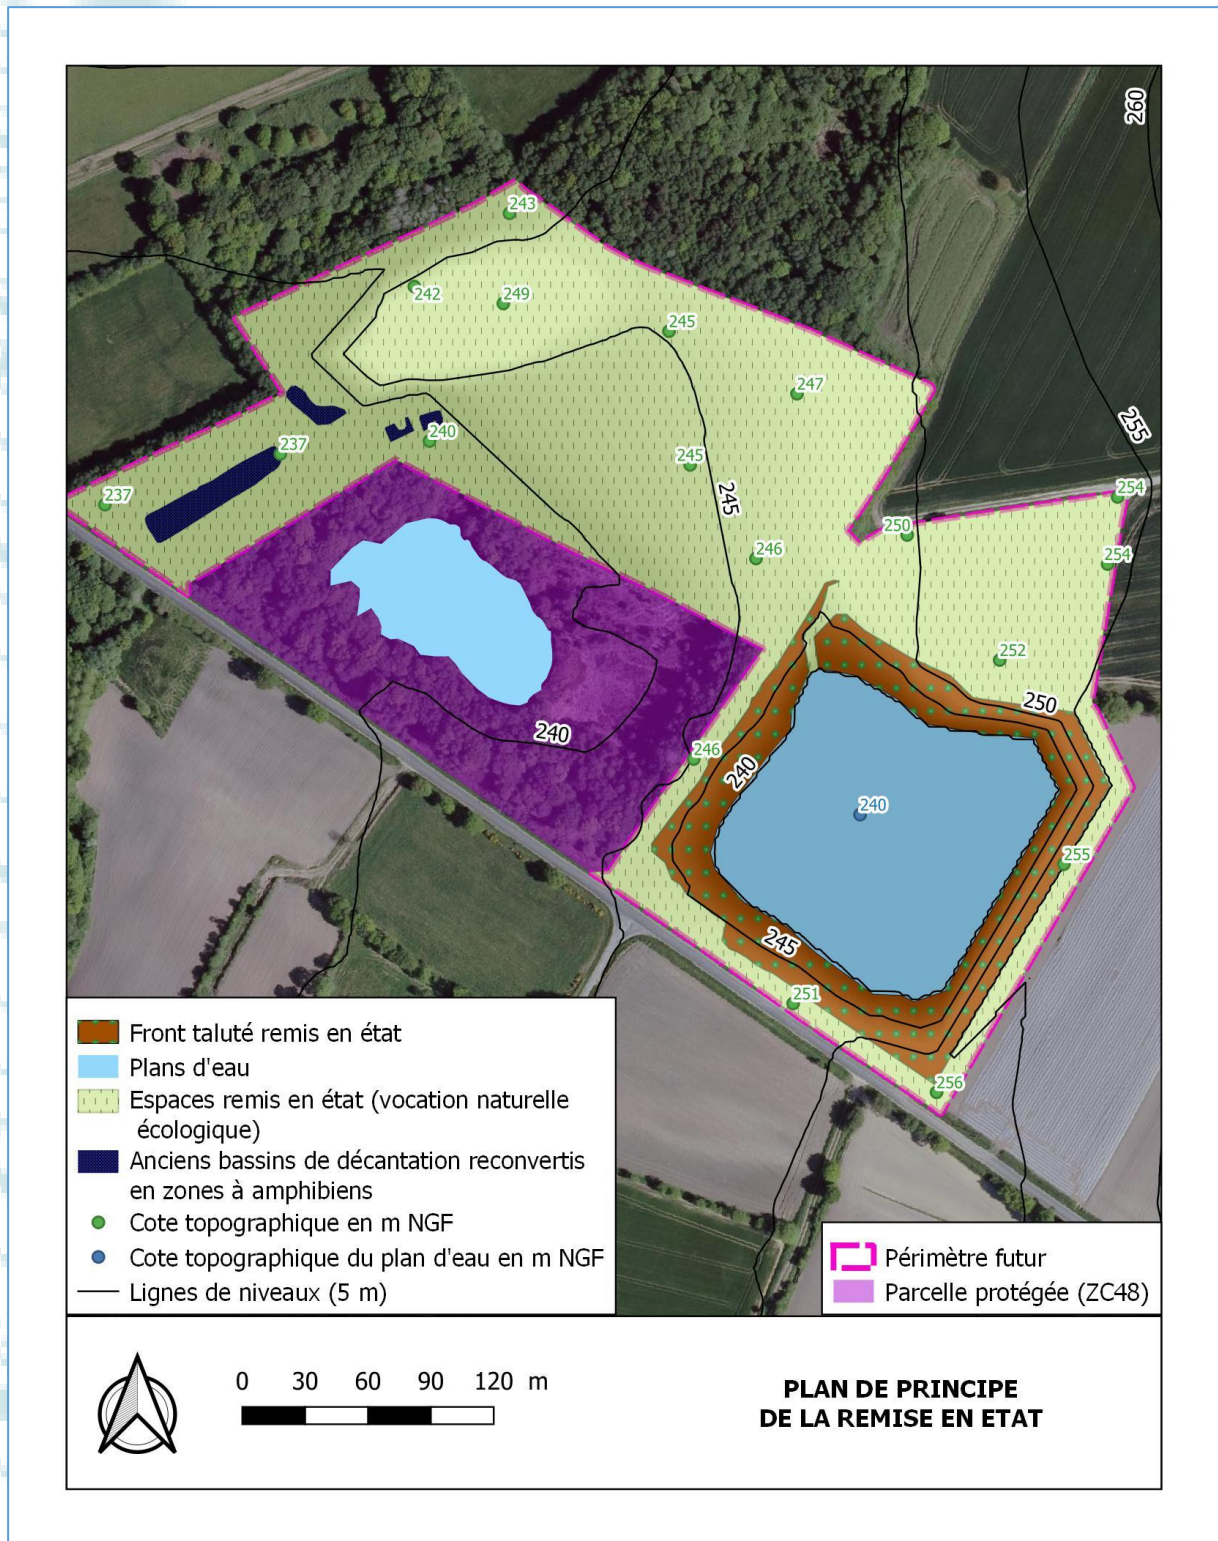 260
243
242
249
245
247
255
240
237
245
245
237
254
250
246
254
252
250
240
246
240
240
255
245
251
256
Front taluté remis en état
Plans d'eau
Espaces remis en état (vocation naturelle
écologique)
Anciens bassins de décantation reconvertis
en zones à amphibiens
Cote topographique en m NGF
Cote topographique du plan d'eau en m NGF
Lignes de niveaux (5 m)
Périmètre futur
Parcelle protégée (ZC48)
0 30 60 90 120 m
PLAN DE PRINCIPE
DE LA REMISE EN ETAT